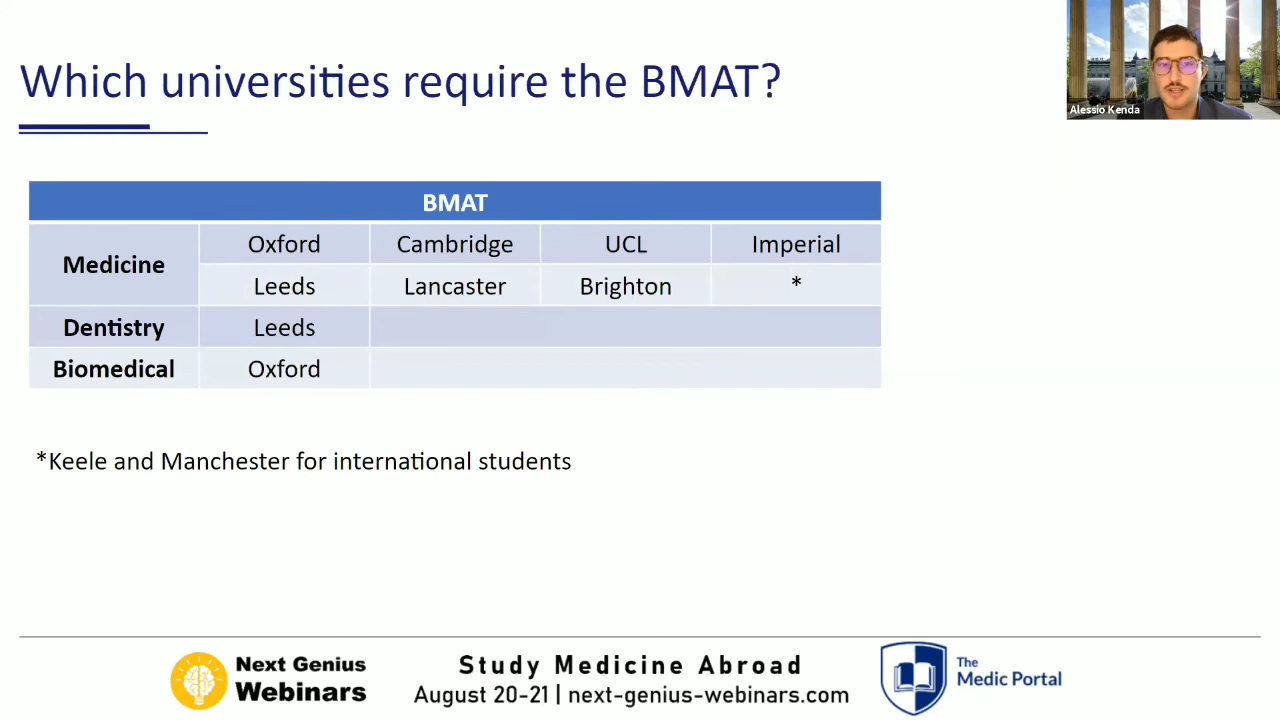 Which universities require the BMAT?
Alessio Kenda
BMAT
Medicine
Oxford Cambridge UCL Imperial
Leeds Lancaster Brighton *
Dentistry Leeds
Biomedical Oxford
*Keele and Manchester for international students
Next Genius
Webinars
Study Medicine Abroad
August 20-21 | next-genius-webinars.com
The
Medic Portal